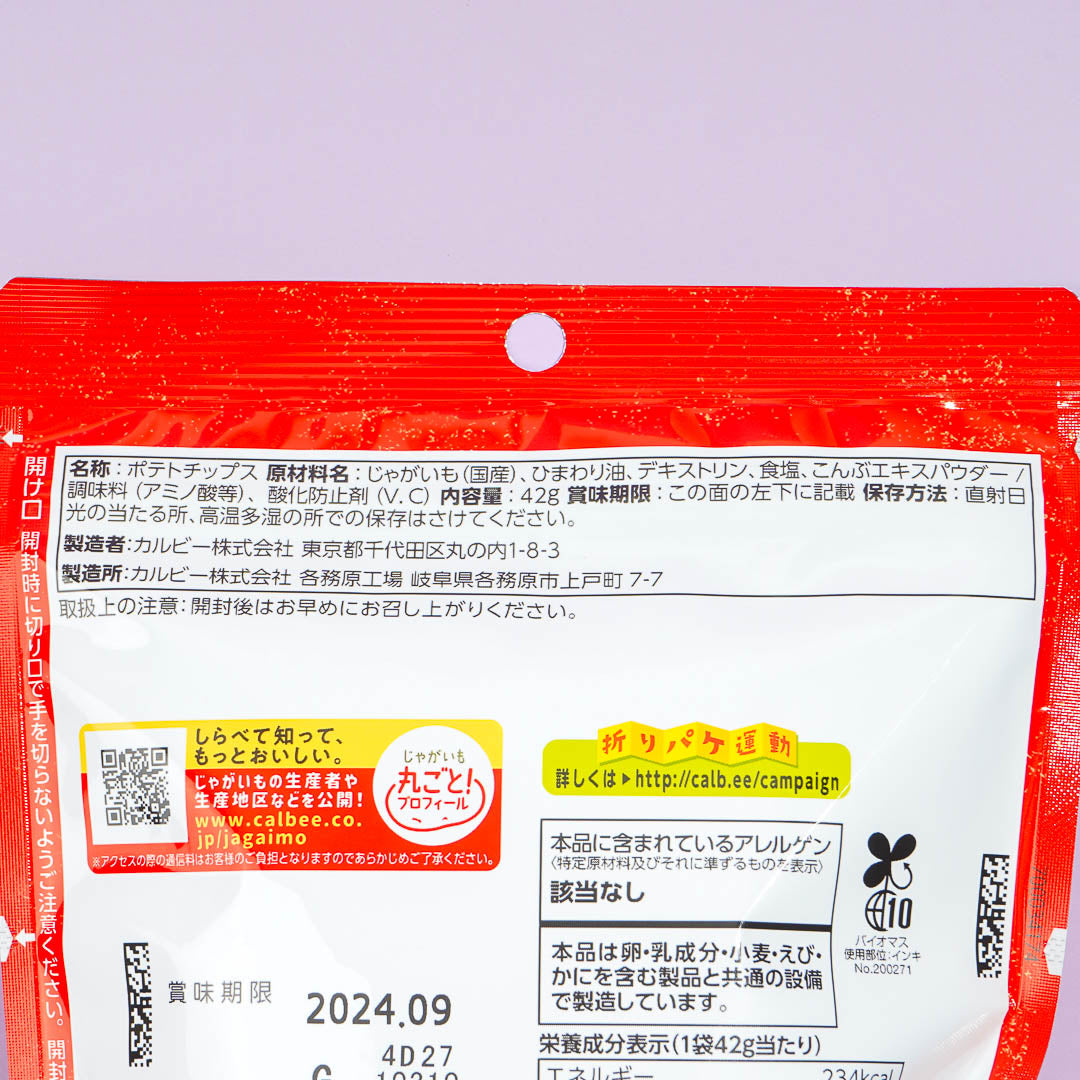 名称：ポテトチップス 原材料名：じゃがいも（国産）、ひまわり油、デキストリン、食塩、こんぶエキスパウダー/
調味料（アミノ酸等）、酸化防止剤（V.C） 内容量：42g 賞味期限：この面の左下に記載 保存方法：直射日
光の当たる所、高温多湿の所での保存はさけてください。
製造者：カルビー株式会社 東京都千代田区丸の内1-8-3
製造所：カルビー株式会社 各務原工場 岐阜県各務原市上戸町 7-7
取扱上の注意：開封後はお早めにお召し上がりください。
開け口 開封時に切り口で手を切らないようご注意ください。 開封
しらべて知って、
もっとおいしい。
じゃがいもの生産者や
生産地区などを公開！
www.calbee.co.
jp/jagaimo
じゃがいも
丸ごと！
プロフィール
※アクセスの際の通信料はお客様のご負担となりますのであらかじめご了承ください。
折りパケ運動
詳しくは▶http://calb.ee/campaign
本品に含まれているアレルゲン
〈特定原材料及びそれに準ずるものを表示〉
該当なし
本品は卵・乳成分・小麦・えび・
かにを含む製品と共通の設備
で製造しています。
10
バイオマス
使用部位：インキ
No.200271
賞味期限
2024.09
4D27
栄養成分表示（1袋42g当たり）
エネルギー 234kcal